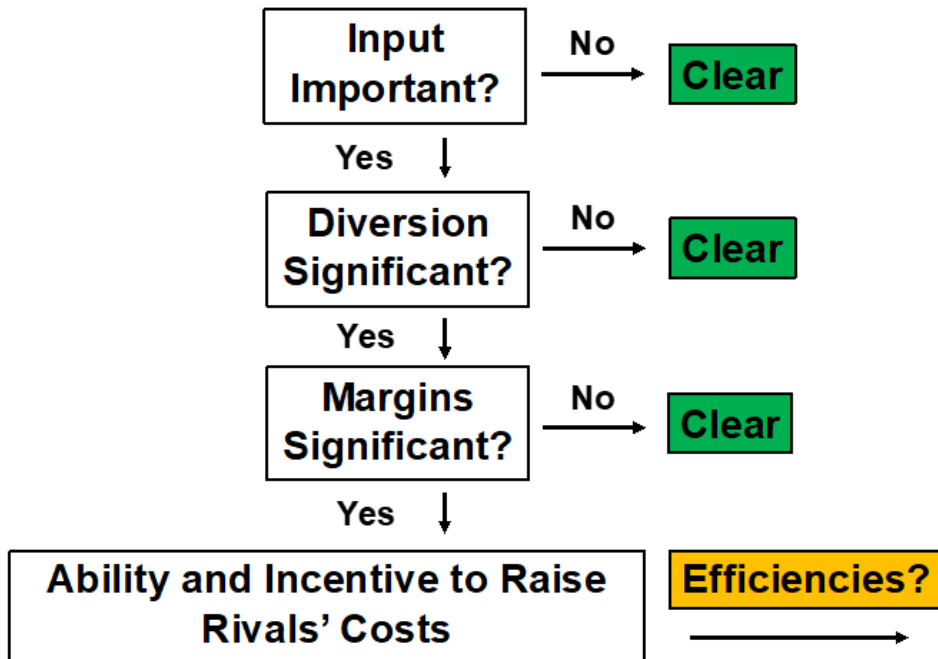 Input
Important?
No
Clear
Yes
Diversion
Significant?
No
Clear
Yes
Margins
Significant?
No
Clear
Yes
Ability and Incentive to Raise
Rivals’ Costs
Efficiencies?